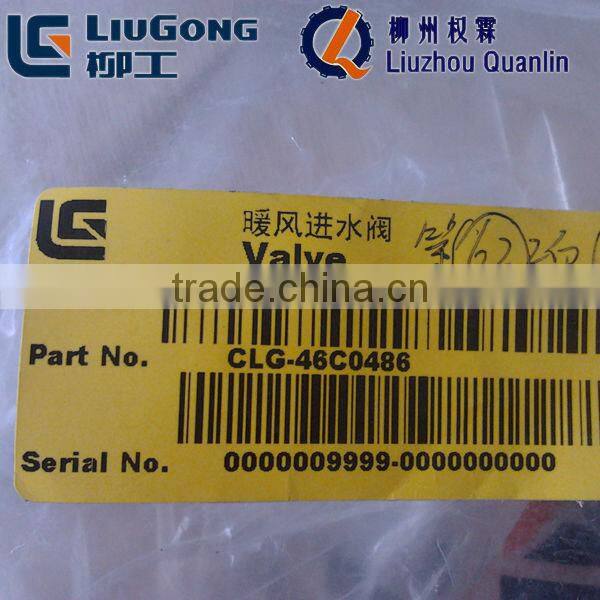 LIUGONG
柳工
柳州权霖
Liuzhou Quanlin
暖风进水阀
Valve
trade.china.cn
Part No. CLG-46C0486
Serial No. 0000009999-0000000000